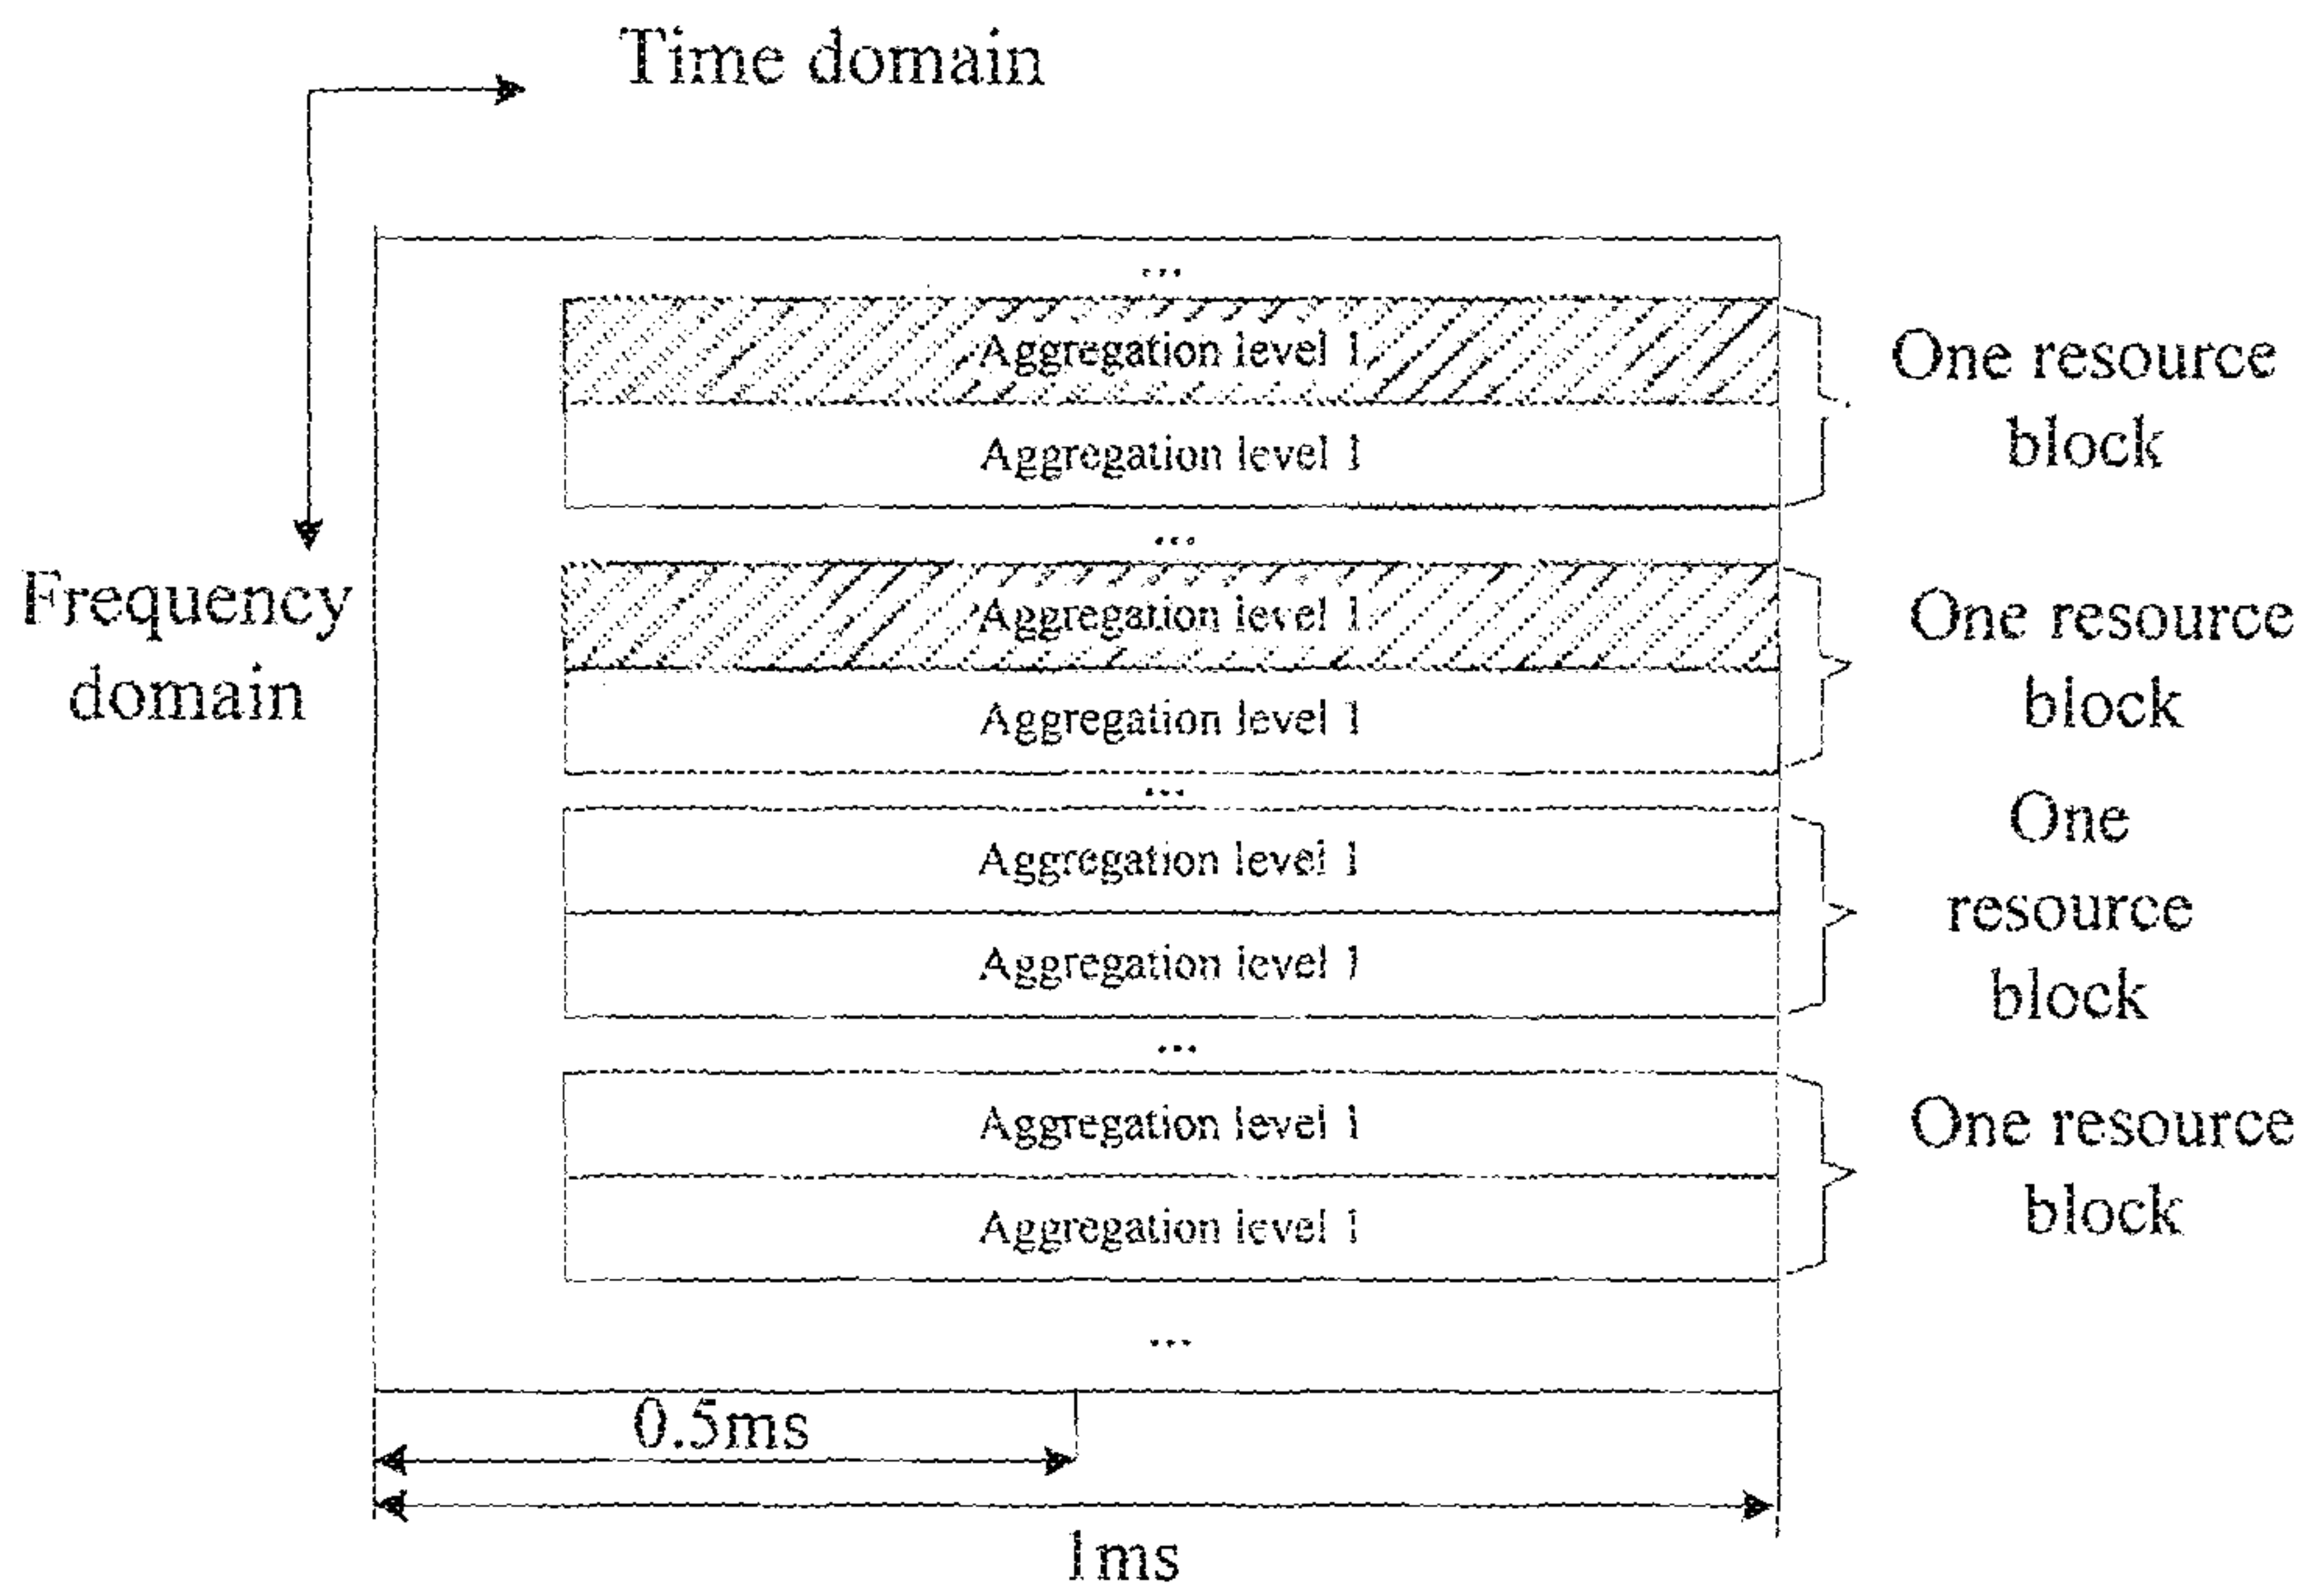 Time domain
...
Aggregation level 1
Aggregation level 1
One resource
block
...
Frequency
domain
Aggregation level 1
Aggregation level 1
One resource
block
...
Aggregation level 1
Aggregation level 1
One
resource
block
...
Aggregation level 1
Aggregation level 1
One resource
block
...
0.5ms
1ms